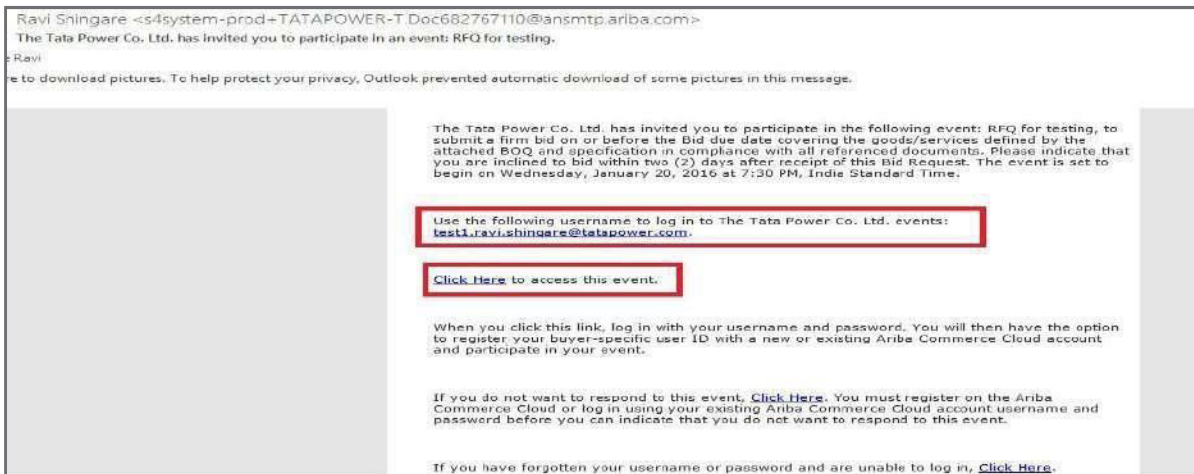 Ravi Shingare <s4system-prod+TATAPOWER-T.Doc682767110@ansmtp.ariba.com>
The Tata Power Co. Ltd. has invited you to participate in an event: RFQ for testing.
Ravi
re to download pictures. To help protect your privacy, Outlook prevented automatic download of some pictures in this message.
The Tata Power Co. Ltd. has invited you to participate in the following event: RFQ for testing, to
submit a firm bid on or before the Bid due date covering the goods/services defined by the
attached BOQ and specification in compliance with all referenced documents. Please indicate that
you are inclined to bid within two (2) days after receipt of this Bid Request. The event is set to
begin on Wednesday, January 20, 2016 at 7:30 PM, India Standard Time.
Use the following username to log in to The Tata Power Co. Ltd. events:
test1.ravi.shingare@tatapower.com.
Click Here to access this event.
When you click this link, log in with your username and password. You will then have the option
to register your buyer-specific user ID with a new or existing Ariba Commerce Cloud account
and participate in your event.
If you do not want to respond to this event, Click Here. You must register on the Ariba
Commerce Cloud or log in using your existing Ariba Commerce Cloud account username and
password before you can indicate that you do not want to respond to this event.
If you have forgotten your username or password and are unable to log in, Click Here.